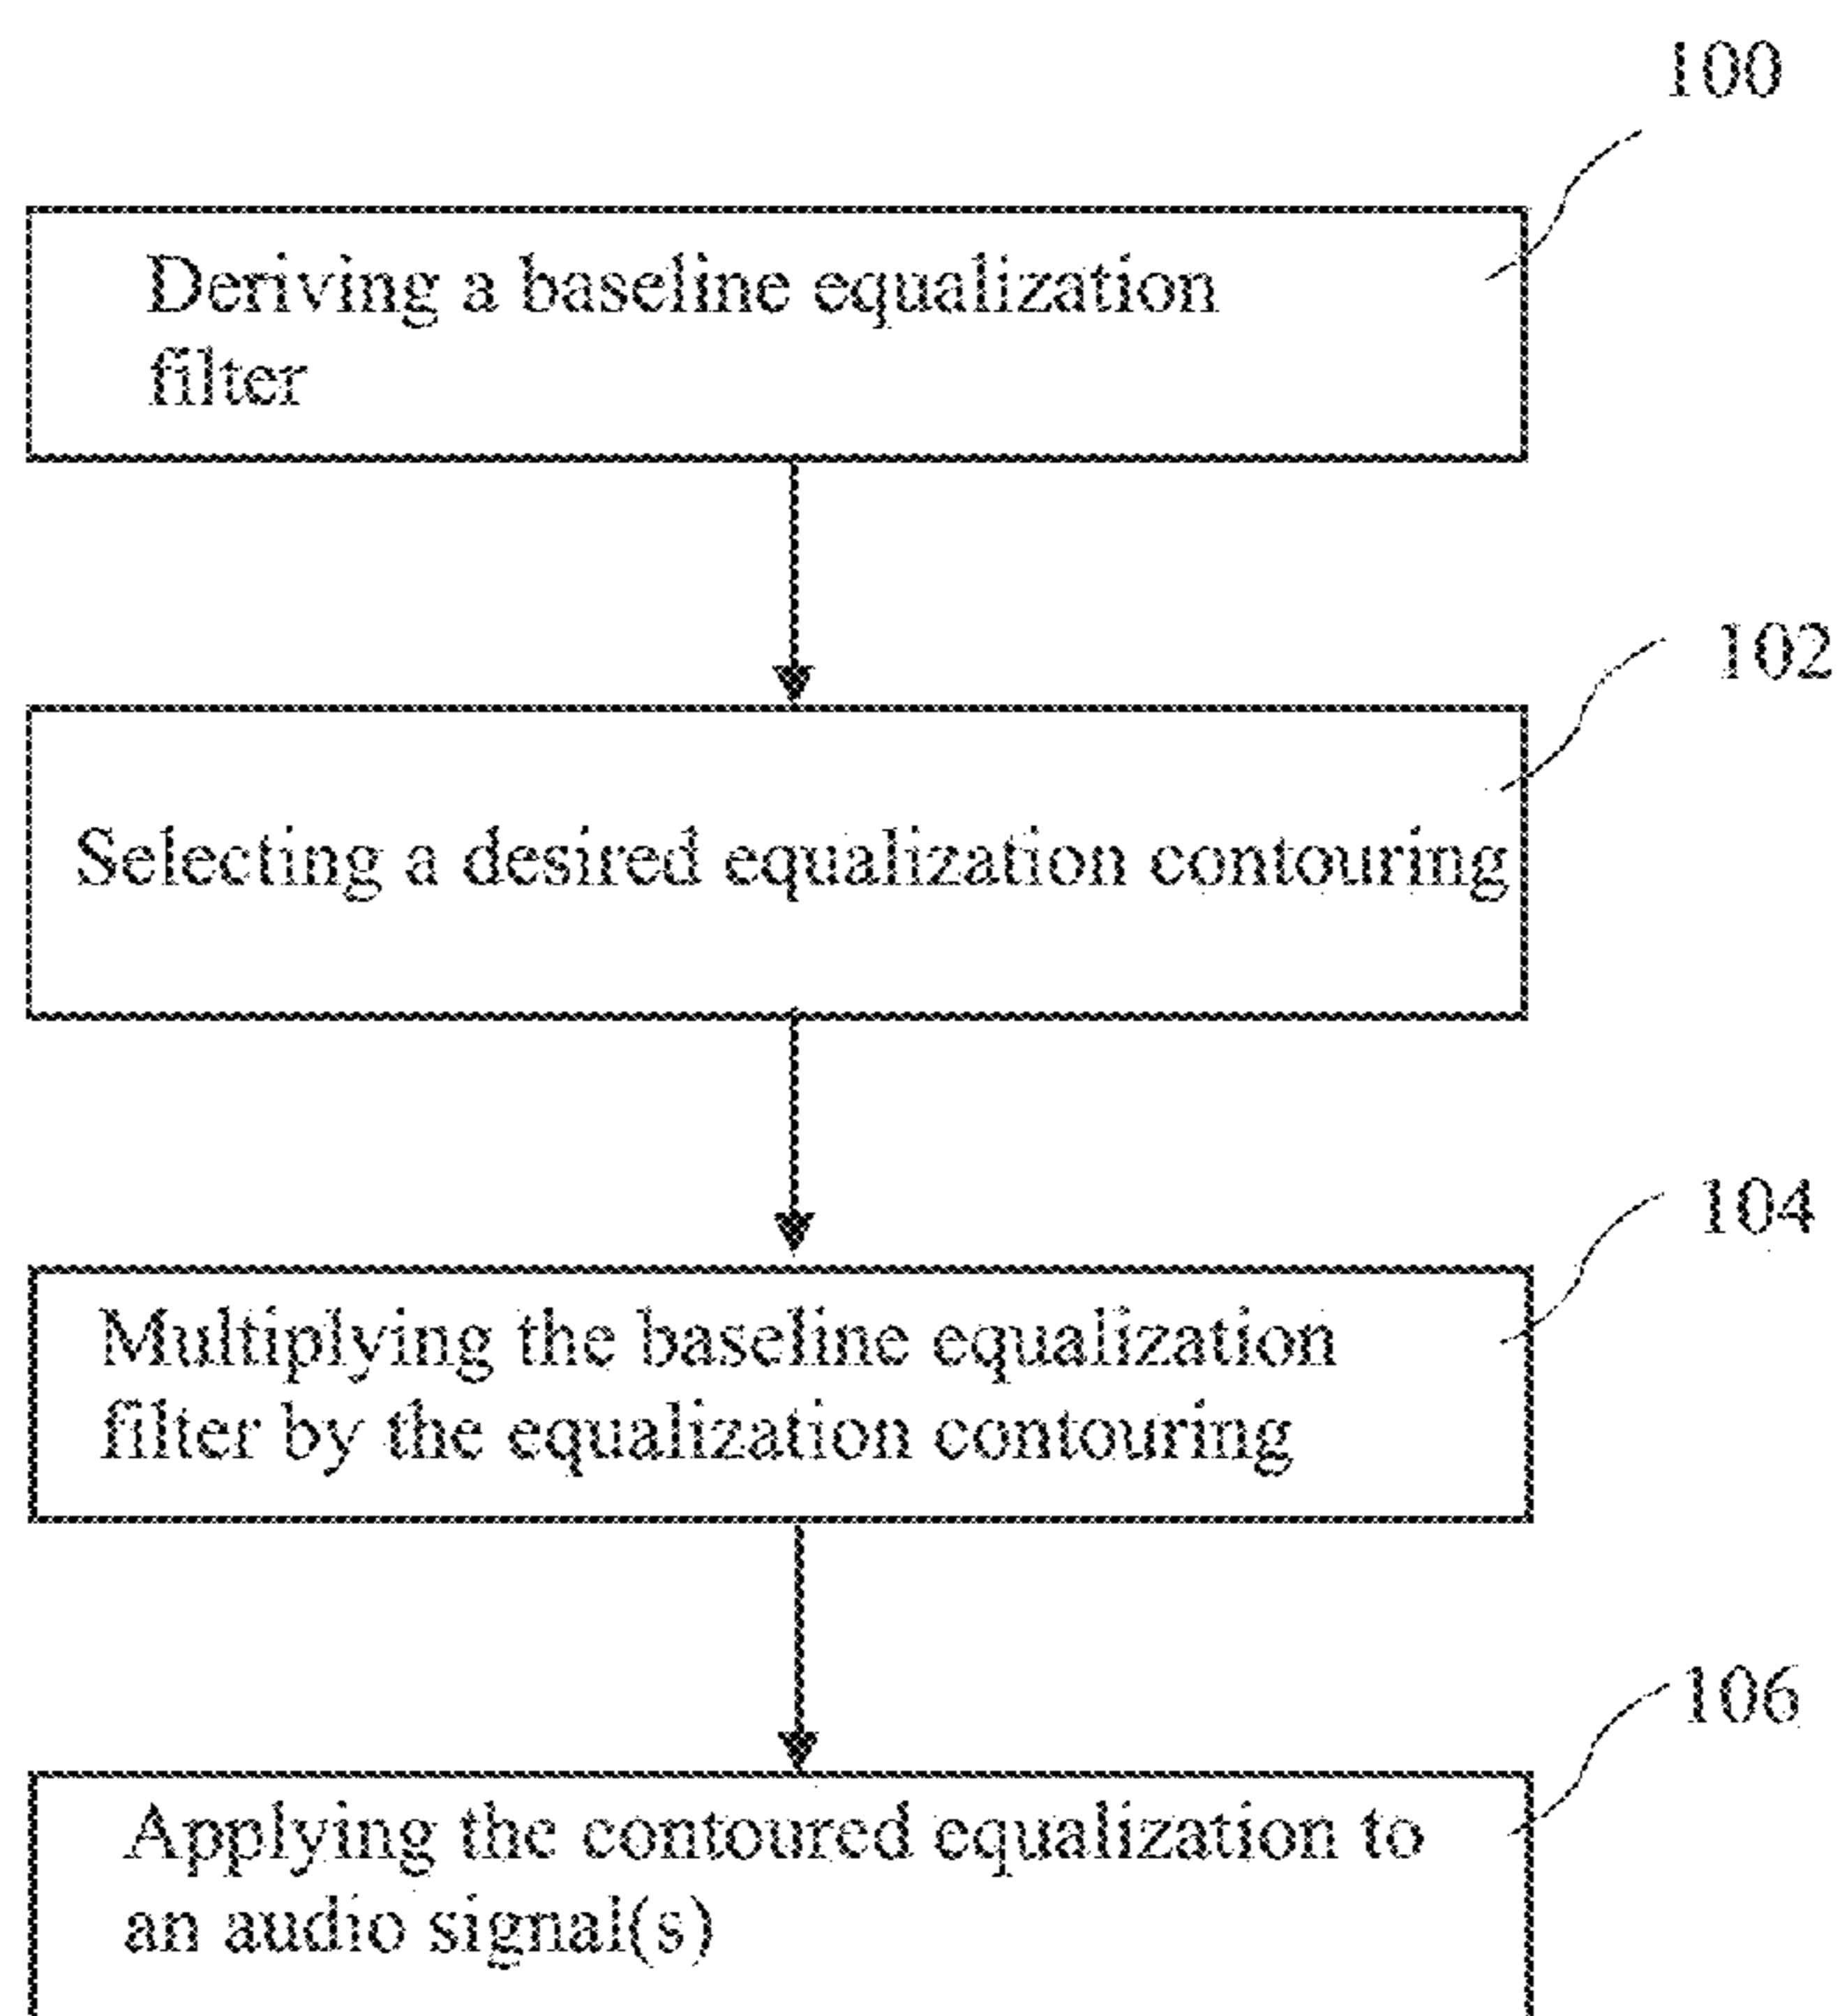 100
Deriving a baseline equalization
filter
102
Selecting a desired equalization contouring
104
Multiplying the baseline equalization
filter by the equalization contouring
106
Applying the contoured equalization to
an audio signal(s)